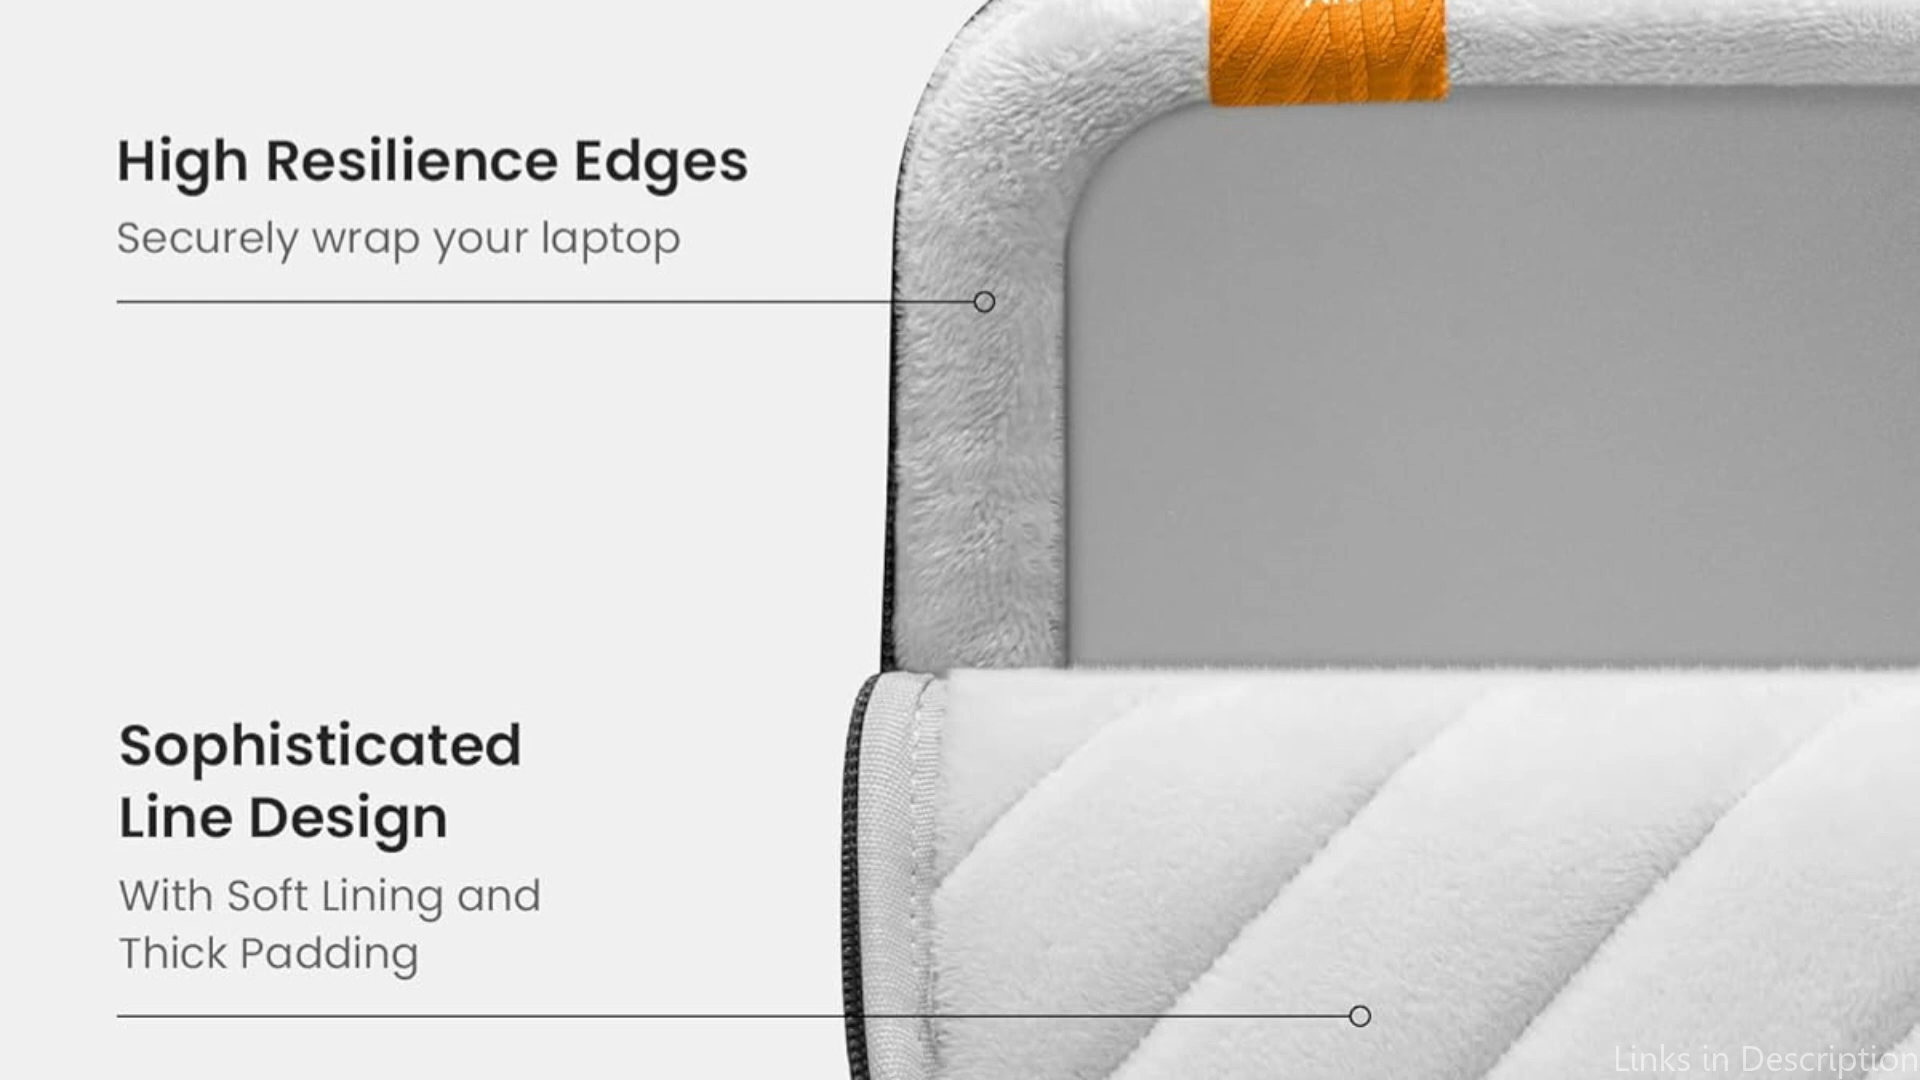 High Resilience Edges
Securely wrap your laptop
Sophisticated
Line Design
With Soft Lining and
Thick Padding
Links in Description